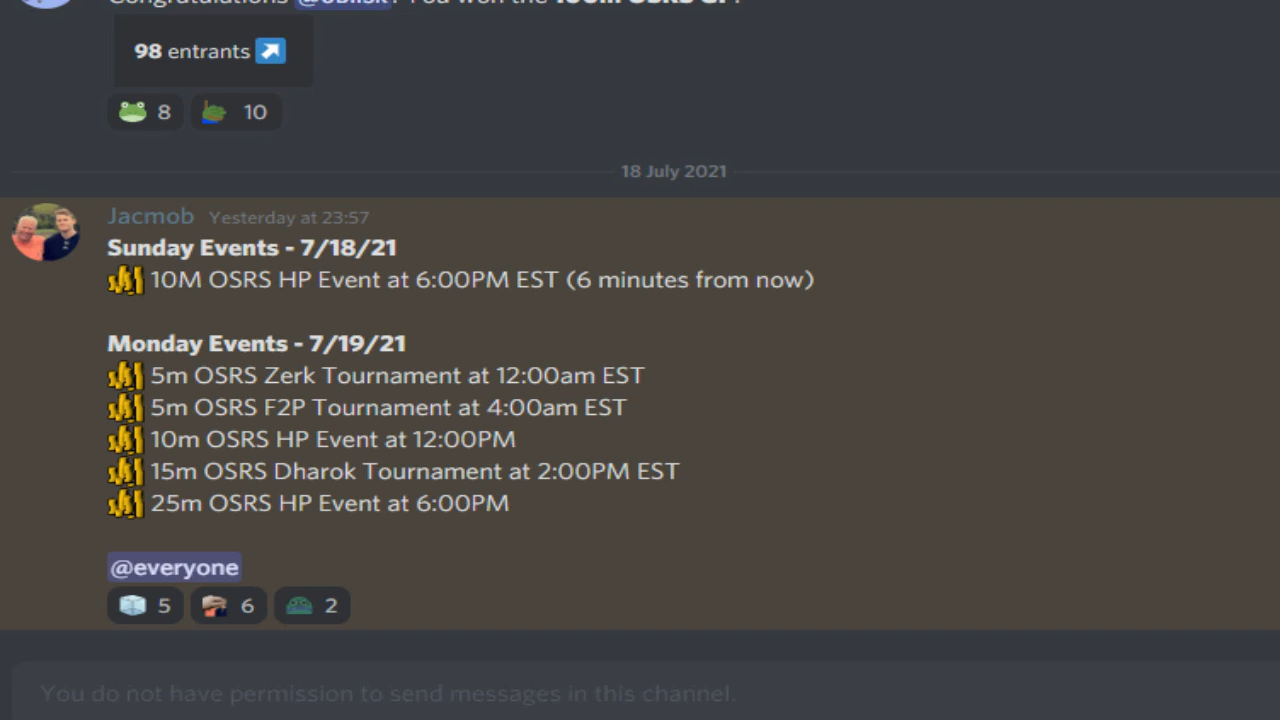 98 entrants
8 10
18 July 2021
Jacmob Yesterday at 23:57
Sunday Events - 7/18/21
10M OSRS HP Event at 6:00PM EST (6 minutes from now)
Monday Events - 7/19/21
5m OSRS Zerk Tournament at 12:00am EST
5m OSRS F2P Tournament at 4:00am EST
10m OSRS HP Event at 12:00PM
15m OSRS Dharok Tournament at 2:00PM EST
25m OSRS HP Event at 6:00PM
@everyone
5 6 2
You do not have permission to send messages in this channel.